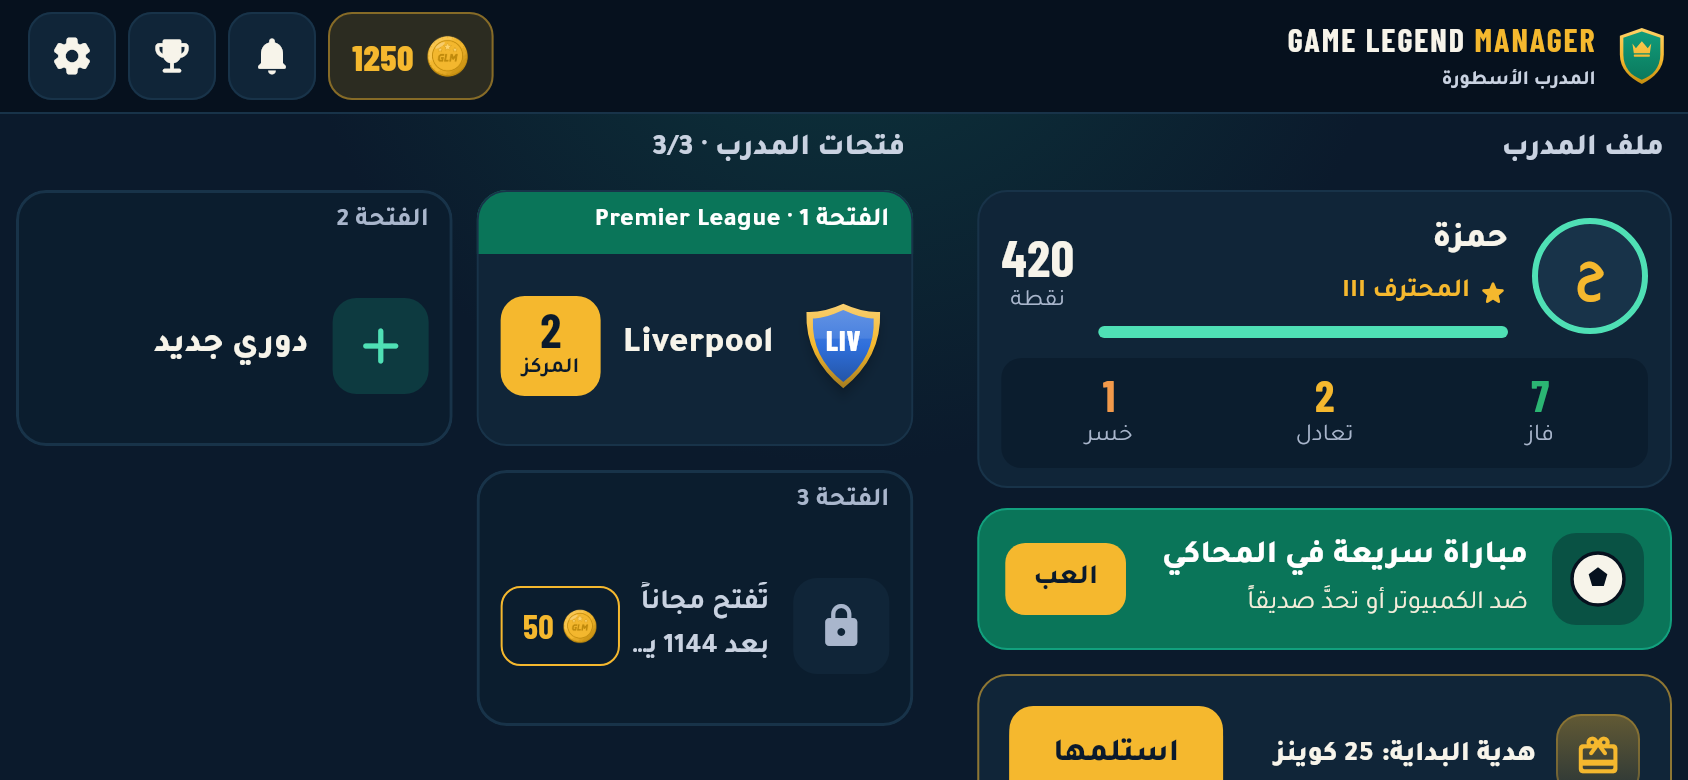 GAME LEGEND MANAGER
المدرب الأسطورة
GLM
1250
ملف المدرب
ح
حمزة
المحترف III
420
نقطة
7
فاز
2
تعادل
1
خسر
مباراة سريعة في المحاكي
ضد الكمبيوتر أو تحدَّ صديقاً
العب
هدية البداية: 25 كوينز
استلمها
فتحات المدرب · 3/3
الفتحة 1 · Premier League
LIV
Liverpool
2
المركز
الفتحة 2
دوري جديد
الفتحة 3
تُفتح مجاناً
بعد 1144 يـ…
GLM
50